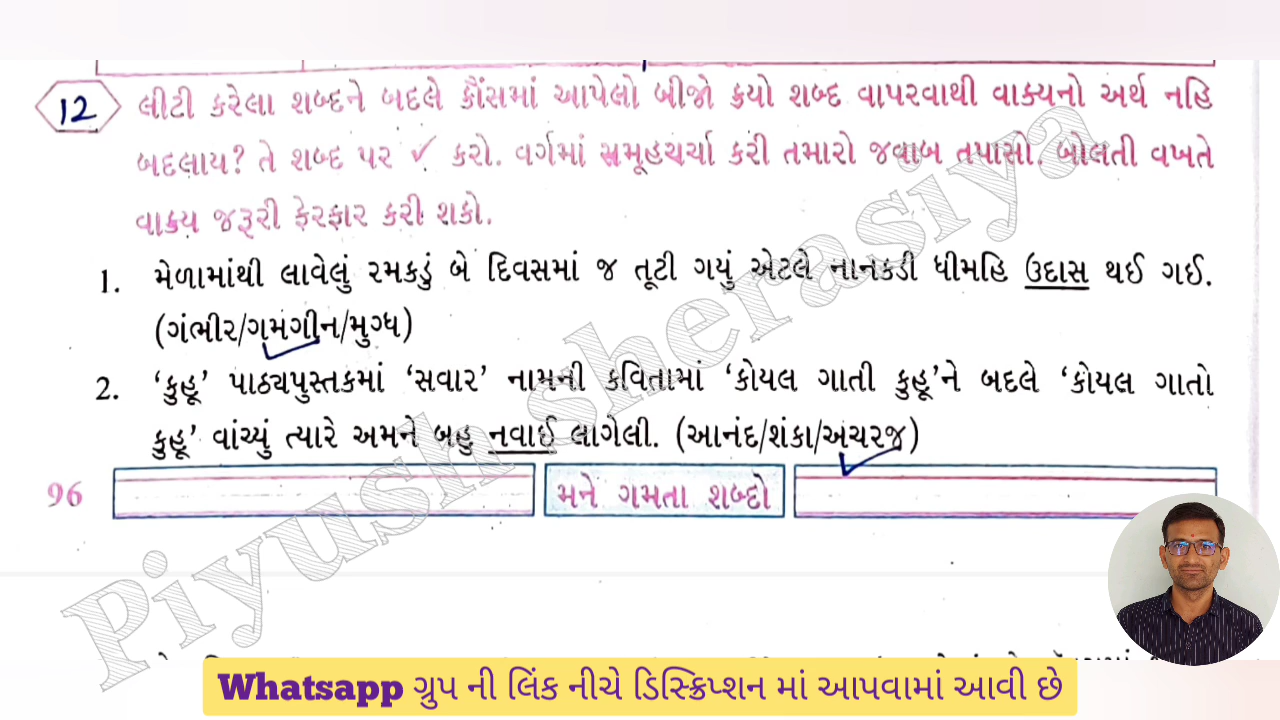 12 લીટી કરેલા શબ્દને બદલે કૌંસમાં આપેલો બીજો કયો શબ્દ વાપરવાથી વાક્યનો અર્થ નહિ
બદલાય? તે શબ્દ પર ✓ કરો. વર્ગમાં સમૂહચર્ચા કરી તમારો જવાબ તપાસો. બોલતી વખતે
વાક્ય જરૂરી ફેરફાર કરી શકો.
1. મેળામાંથી લાવેલું રમકડું બે દિવસમાં જ તૂટી ગયું એટલે નાનકડી ધીમહિ ઉદાસ થઈ ગઈ.
(ગંભીર/ગમગીન/મુગ્ધ)
2. ‘કુહૂ’ પાઠ્યપુસ્તકમાં ‘સવાર’ નામની કવિતામાં ‘કોયલ ગાતી કુહૂ’ને બદલે ‘કોયલ ગાતો
કુહૂ’ વાંચ્યું ત્યારે અમને બહુ નવાઈ લાગેલી. (આનંદ/શંકા/અચરજ)
96 મને ગમતા શબ્દો
Piyush sherasiya
Whatsapp ગ્રુપ ની લિંક નીચે ડિસ્ક્રિપ્શન માં આપવામાં આવી છે